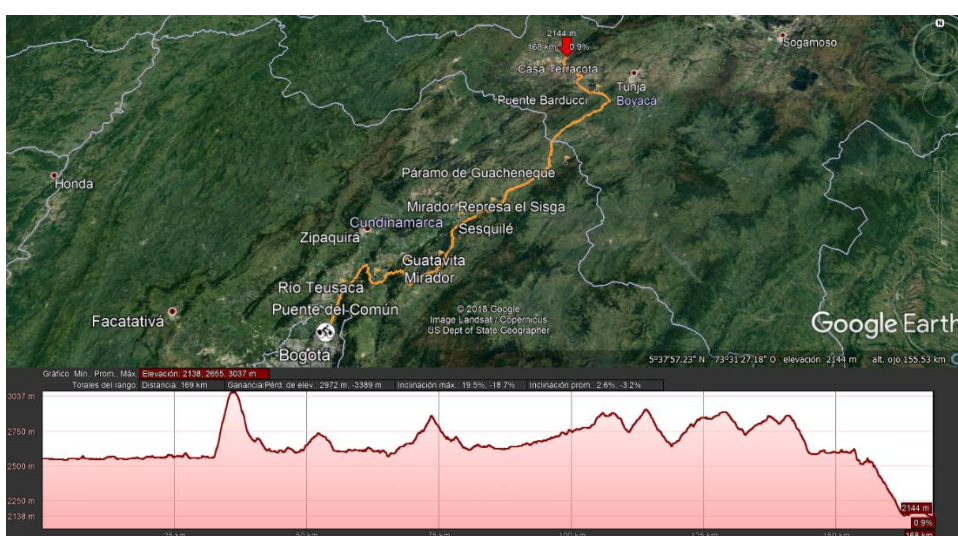 N
2144 m
168 km 0.9%
Sogamoso
Casa Terracota
Tunja
Puente Barducci
Boyacá
Honda
Páramo de Guacheneque
Mirador Represa el Sisga
Cundinamarca
Sesquilé
Zipaquirá
Guatavita
Mirador
Río Teusacá
Puente del Común
Facatativá
© 2018 Google
Image Landsat / Copernicus
US Dept of State Geographer
Google Earth
Bogotá
5°37'57.23" N 73°31'27.18" O elevación 2144 m alt. ojo 155.53 km
Gráfico Mín., Prom., Máx. Elevación: 2138, 2655, 3037 m
Totales del rango: Distancia: 169 km Ganancia/Pérd. de elev.: 2972 m, -3389 m Inclinación máx.: 19.5%, -18.7% Inclinación prom.: 2.6%, -3.2%
3037 m
2750 m
2500 m
2250 m
2138 m
2144 m
0.9%
25 km 50 km 75 km 100 km 125 km 150 km 168 km